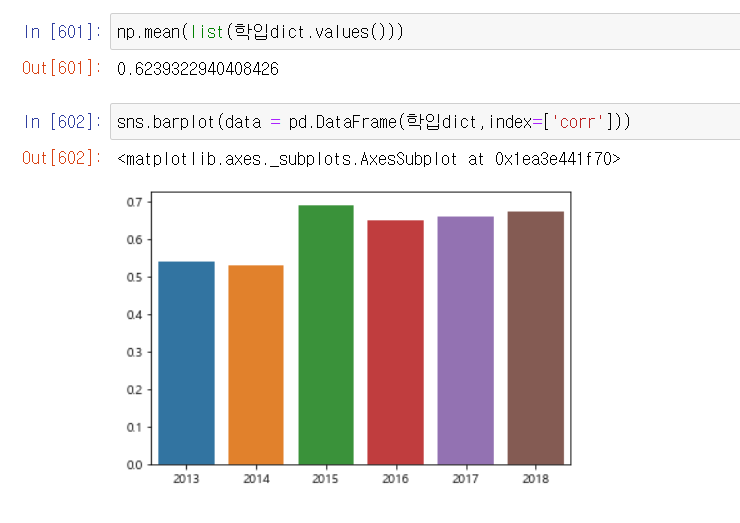 In [601]: np.mean(list(학입dict.values()))
Out[601]: 0.6239322940408426
In [602]: sns.barplot(data = pd.DataFrame(학입dict,index=['corr']))
Out[602]: <matplotlib.axes._subplots.AxesSubplot at 0x1ea3e441f70>
0.7
0.6
0.5
0.4
0.3
0.2
0.1
0.0
2013 2014 2015 2016 2017 2018